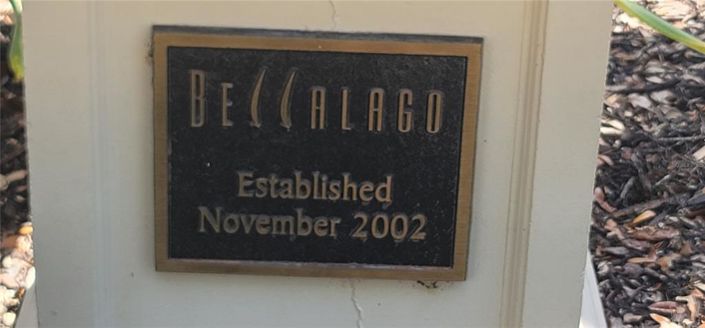 BellALAGO
Established
November 2002